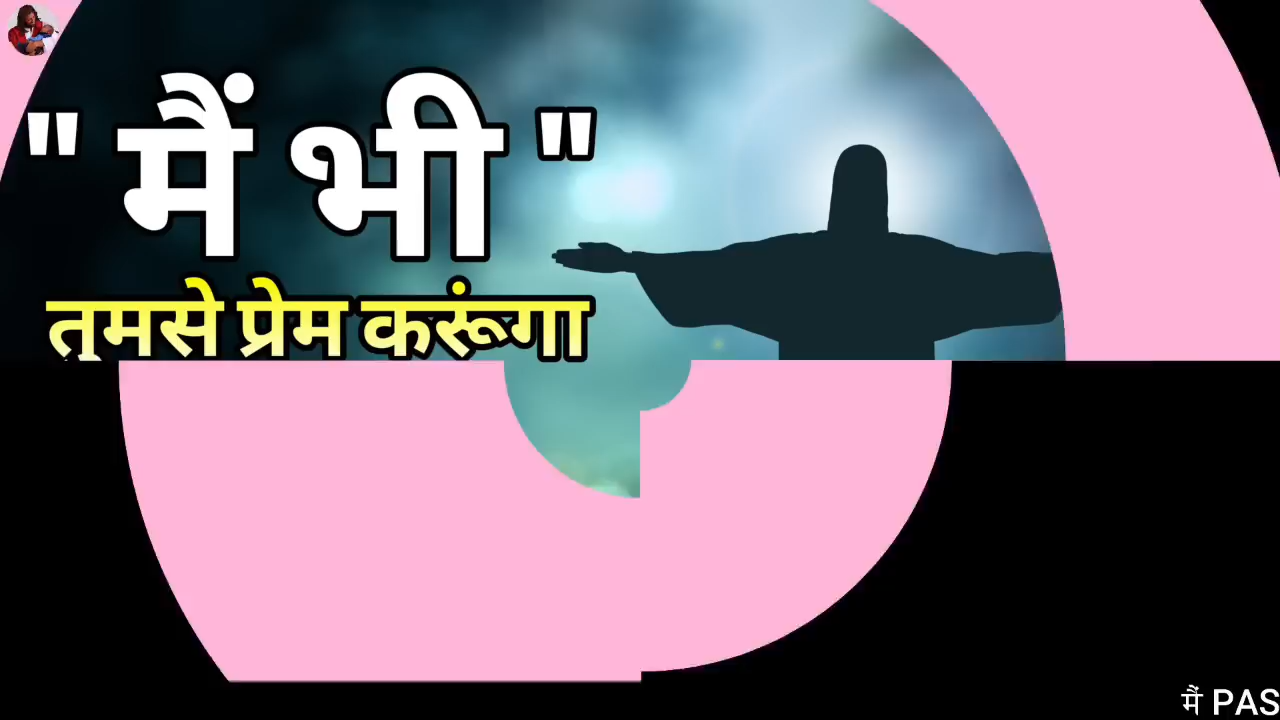 " मैं भी "
तुमसे प्रेम करूंगा
मैं PAS